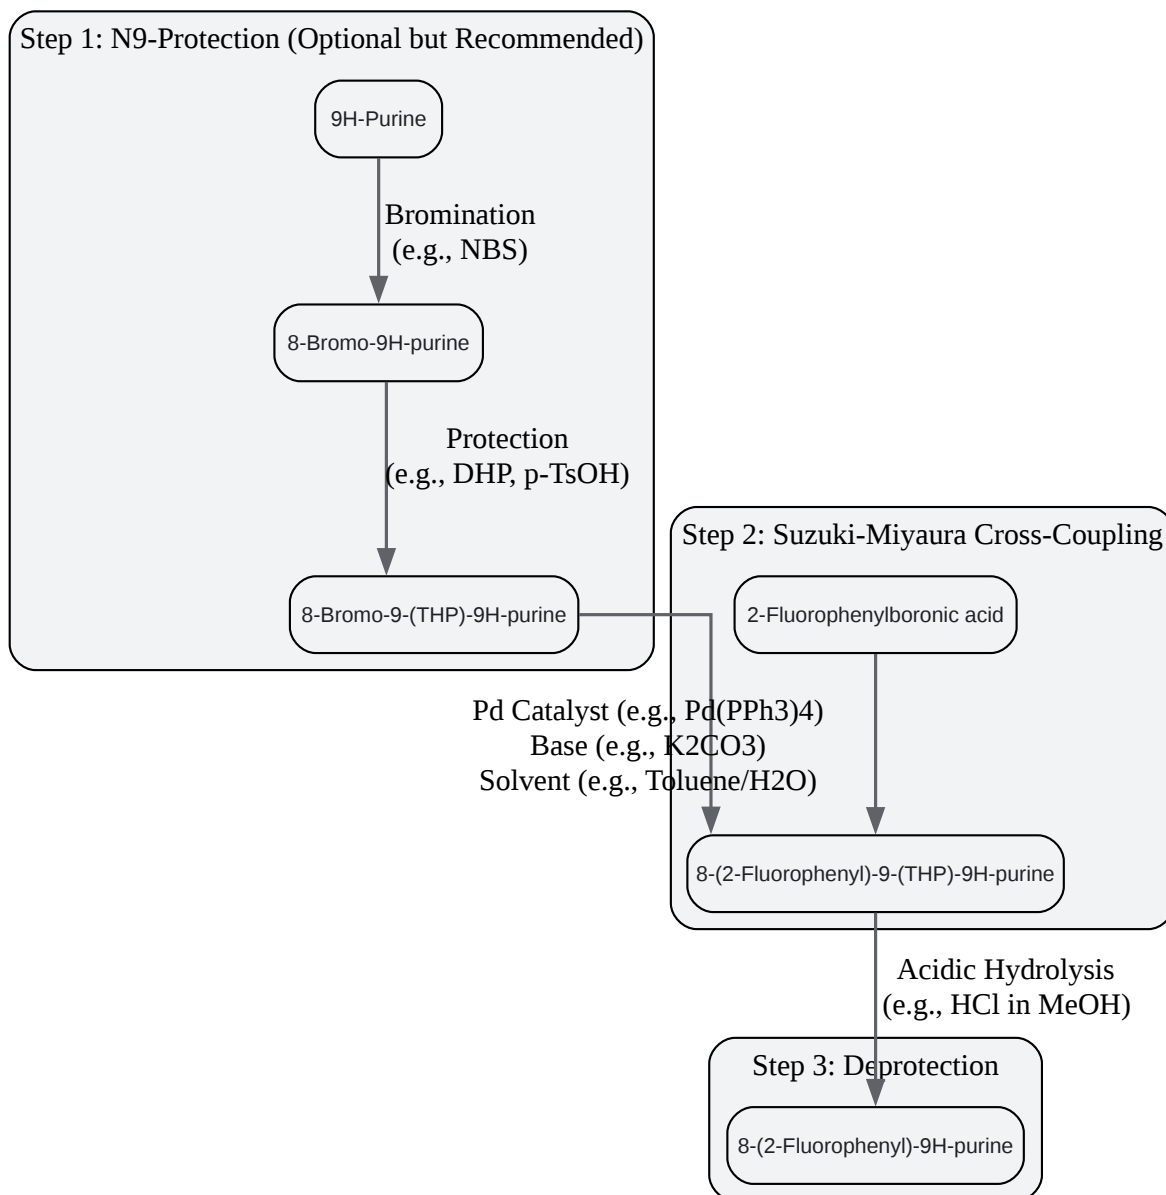 Step 1: N9-Protection (Optional but Recommended)
9H-Purine
Bromination
(e.g., NBS)
8-Bromo-9H-purine
Protection
(e.g., DHP, p-TsOH)
8-Bromo-9-(THP)-9H-purine
Step 2: Suzuki-Miyaura Cross-Coupling
2-Fluorophenylboronic acid
Pd Catalyst (e.g., Pd(PPh3)4)
Base (e.g., K2CO3)
Solvent (e.g., Toluene/H2O)
8-(2-Fluorophenyl)-9-(THP)-9H-purine
Acidic Hydrolysis
(e.g., HCl in MeOH)
Step 3: Deprotection
8-(2-Fluorophenyl)-9H-purine